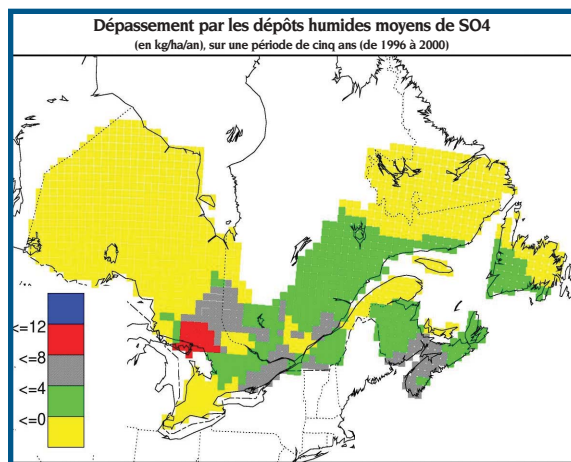 Dépassement par les dépôts humides moyens de SO4
(en kg/ha/an), sur une période de cinq ans (de 1996 à 2000)
<=12
<=8
<=4
<=0